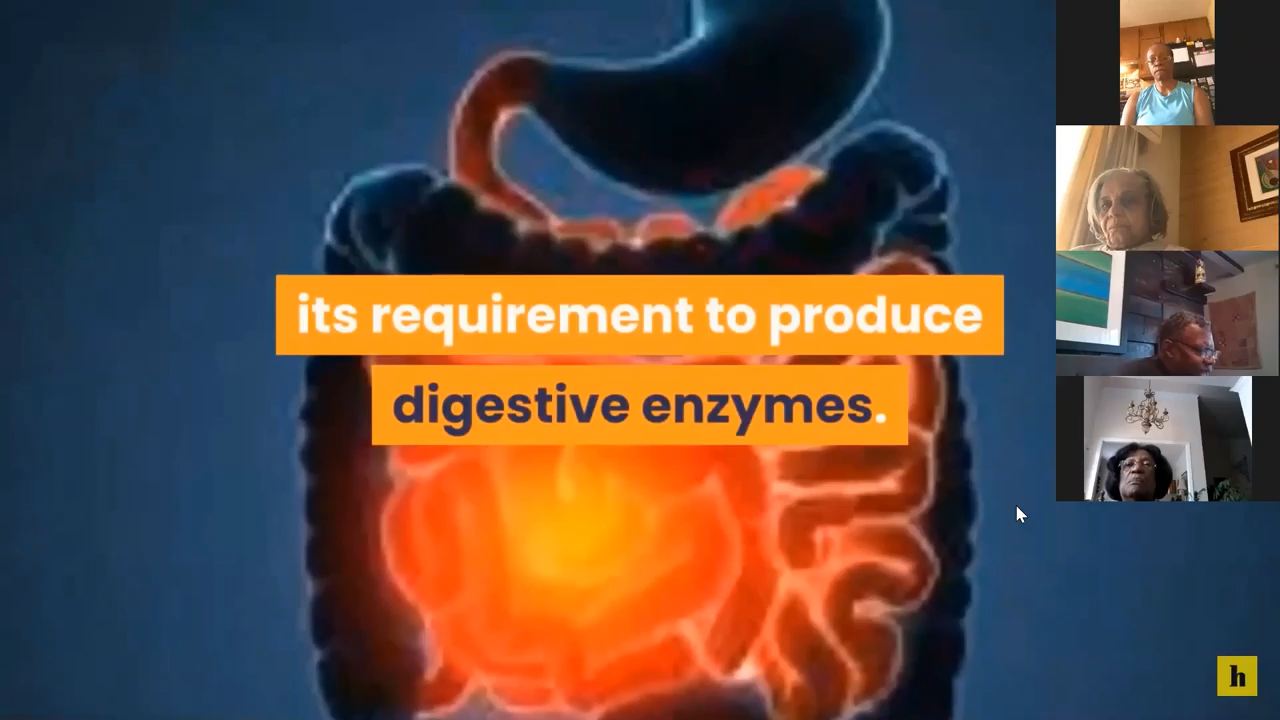 its requirement to produce
digestive enzymes.
h